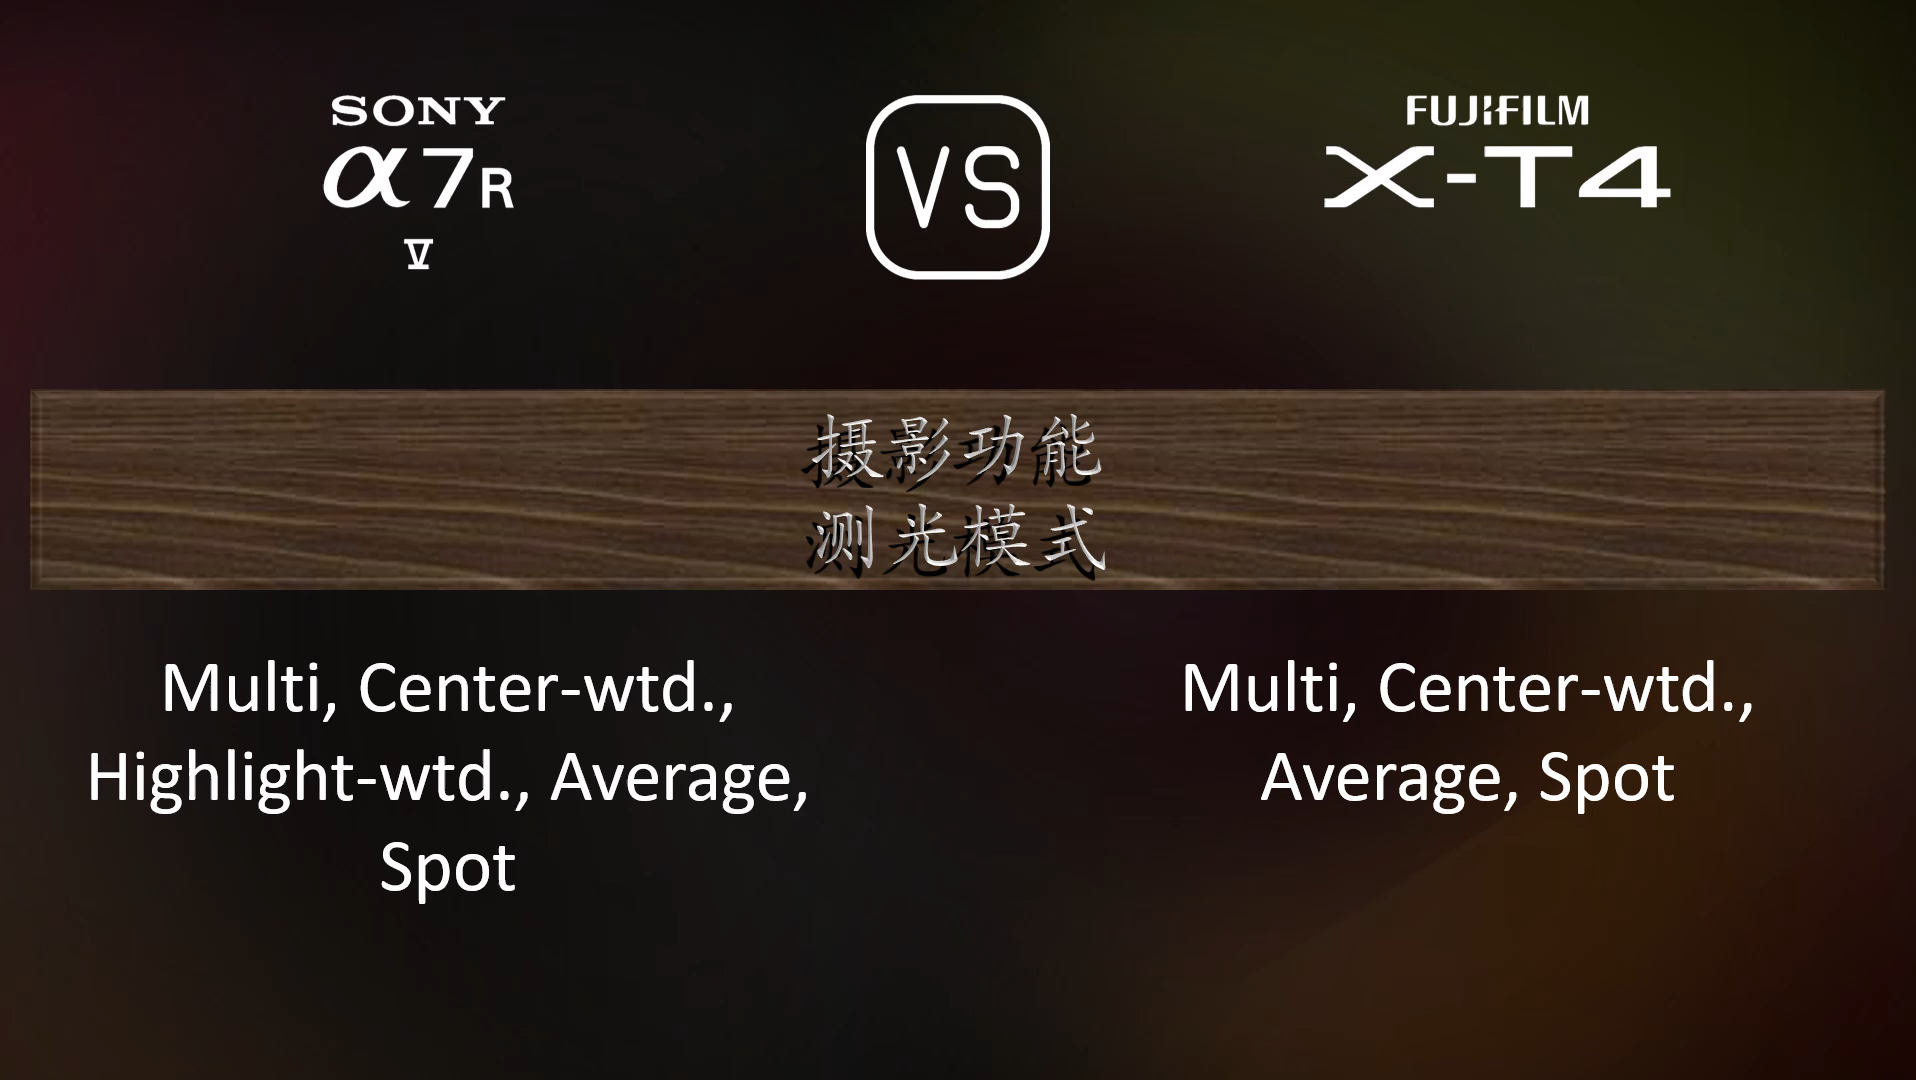 SONY
α7R
V
VS
FUJIFILM
X-T4
摄影功能
测光模式
Multi, Center-wtd.,
Highlight-wtd., Average,
Spot
Multi, Center-wtd.,
Average, Spot